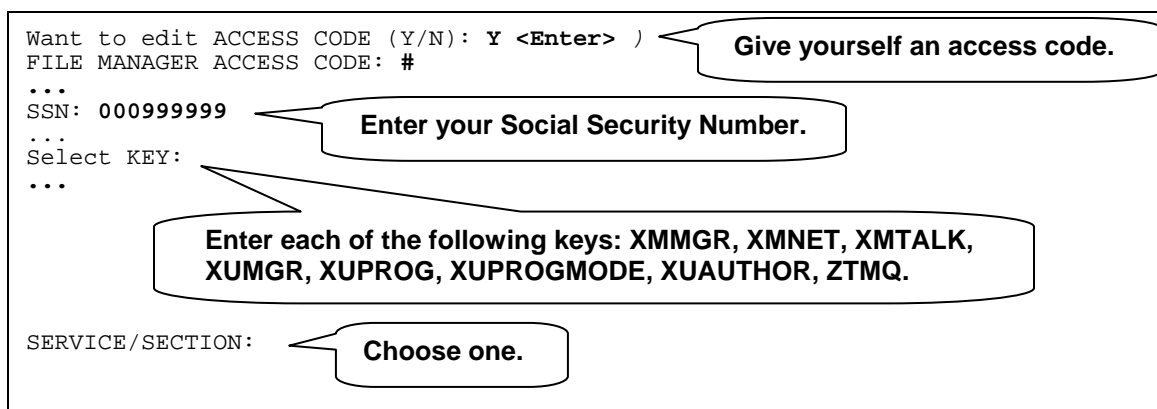 Want to edit ACCESS CODE (Y/N): Y <Enter> )
Give yourself an access code.
FILE MANAGER ACCESS CODE: #
...
SSN: 000999999
Enter your Social Security Number.
...
Select KEY:
...
Enter each of the following keys: XMMGR, XMNET, XMTALK,
XUMGR, XUPROG, XUPROGMODE, XUAUTHOR, ZTMQ.
SERVICE/SECTION:
Choose one.